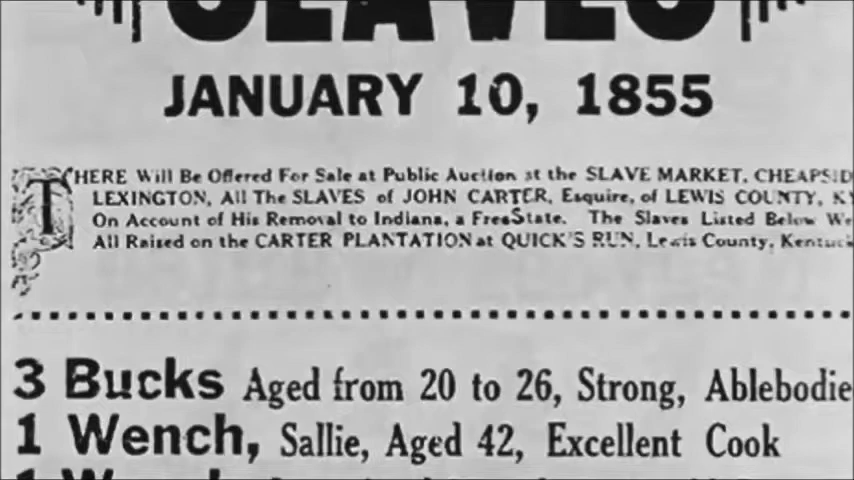 SLAVES
JANUARY 10, 1855
THERE Will Be Offered For Sale at Public Auction at the SLAVE MARKET, CHEAPSID
LEXINGTON, All The SLAVES of JOHN CARTER, Esquire, of LEWIS COUNTY, KY
On Account of His Removal to Indiana, a Free State. The Slaves Listed Below We
All Raised on the CARTER PLANTATION at QUICK'S RUN, Lewis County, Kentuck
3 Bucks Aged from 20 to 26, Strong, Ablebodie
1 Wench, Sallie, Aged 42, Excellent Cook